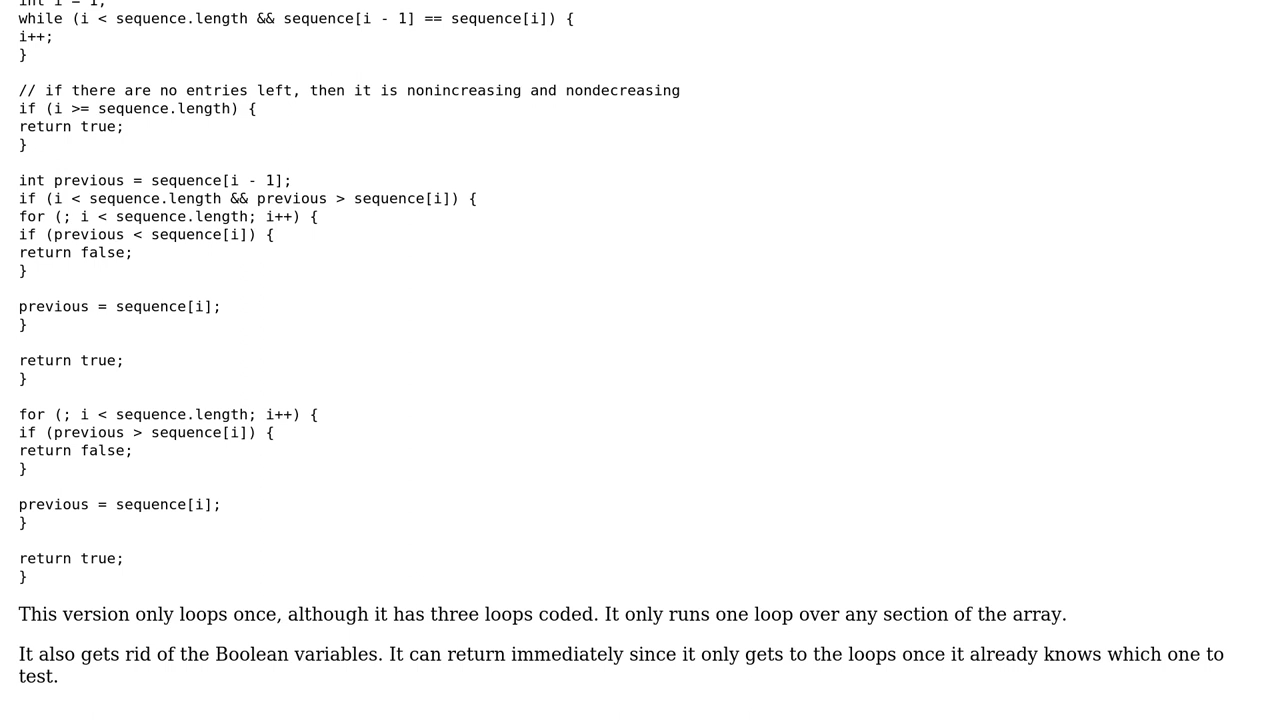 int i = 1;
while (i < sequence.length && sequence[i - 1] == sequence[i]) {
i++;
}
// if there are no entries left, then it is nonincreasing and nondecreasing
if (i >= sequence.length) {
return true;
}
int previous = sequence[i - 1];
if (i < sequence.length && previous > sequence[i]) {
for (; i < sequence.length; i++) {
if (previous < sequence[i]) {
return false;
}
previous = sequence[i];
}
return true;
}
for (; i < sequence.length; i++) {
if (previous > sequence[i]) {
return false;
}
previous = sequence[i];
}
return true;
}
This version only loops once, although it has three loops coded. It only runs one loop over any section of the array.
It also gets rid of the Boolean variables. It can return immediately since it only gets to the loops once it already knows which one to
test.